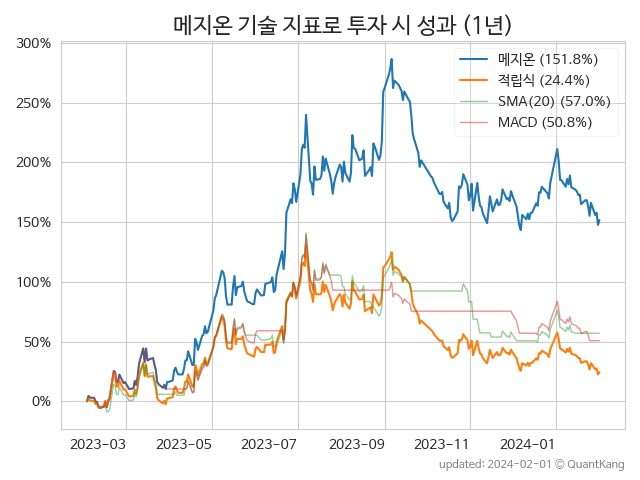 메지온 기술 지표로 투자 시 성과 (1년)
300%
250%
200%
150%
100%
50%
0%
메지온 (151.8%)
적립식 (24.4%)
SMA(20) (57.0%)
MACD (50.8%)
2023-03 2023-05 2023-07 2023-09 2023-11 2024-01
updated: 2024-02-01 © QuantKang